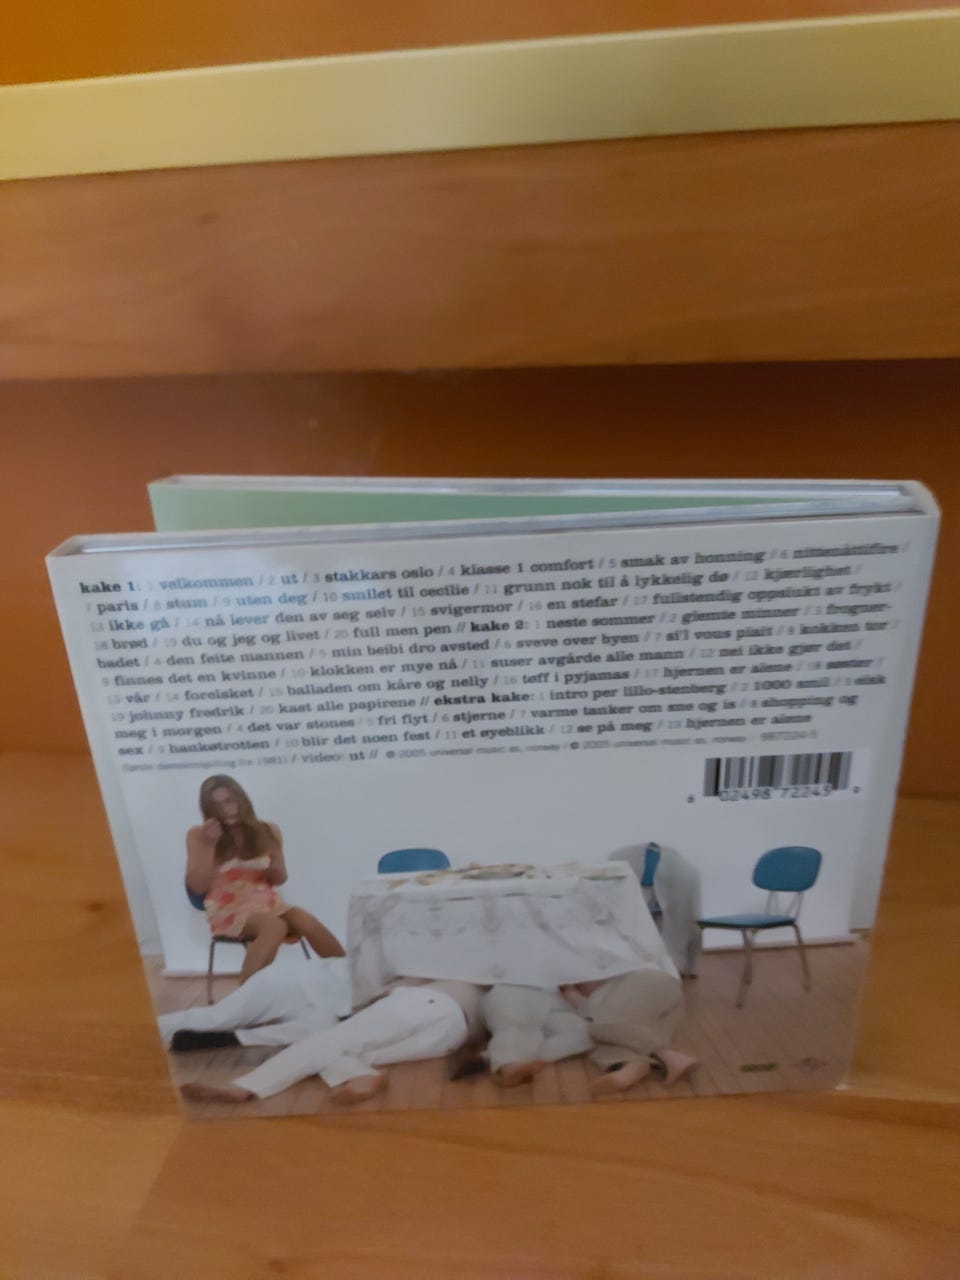 kake 1: 1 velkommen / 2 ut / 3 stakkars oslo / 4 klasse 1 comfort / 5 smak av honning / 6 nittenåttifire /
7 paris / 8 stum / 9 uten deg / 10 smilet til cecilie / 11 grunn nok til å lykkelig dø / 12 kjærlighet /
13 ikke gå / 14 nå lever den av seg selv / 15 svigermor / 16 en stefar / 17 fullstendig oppslukt av frykt /
18 brød / 19 du og jeg og livet / 20 full men pen // kake 2: 1 neste sommer / 2 glemte minner / 3 frogner-
badet / 4 den feite mannen / 5 min beibi dro avsted / 6 sveve over byen / 7 si'l vous plait / 8 kokken tor /
9 finnes det en kvinne / 10 klokken er mye nå / 11 suser avgårde alle mann / 12 nei ikke gjør det /
13 vår / 14 forelsket / 15 balladen om kåre og nelly / 16 tøff i pyjamas / 17 hjernen er alene / 18 søster /
19 johnny fredrik / 20 kast alle papirene // ekstra kake: 1 intro per lillo-stenberg / 2 1000 smil / 3 elsk
meg i morgen / 4 det var stones / 5 fri flyt / 6 stjerne / 7 varme tanker om snø og is / 8 shopping og
sex / 9 hankøtrotten / 10 blir det noen fest / 11 et øyeblikk / 12 se på meg / 13 hjernen er alene
(første demoinnspilling fra 1981) / video: ut // ℗ 2005 universal music as, norway / © 2005 universal music as, norway
6 02498 72245 9